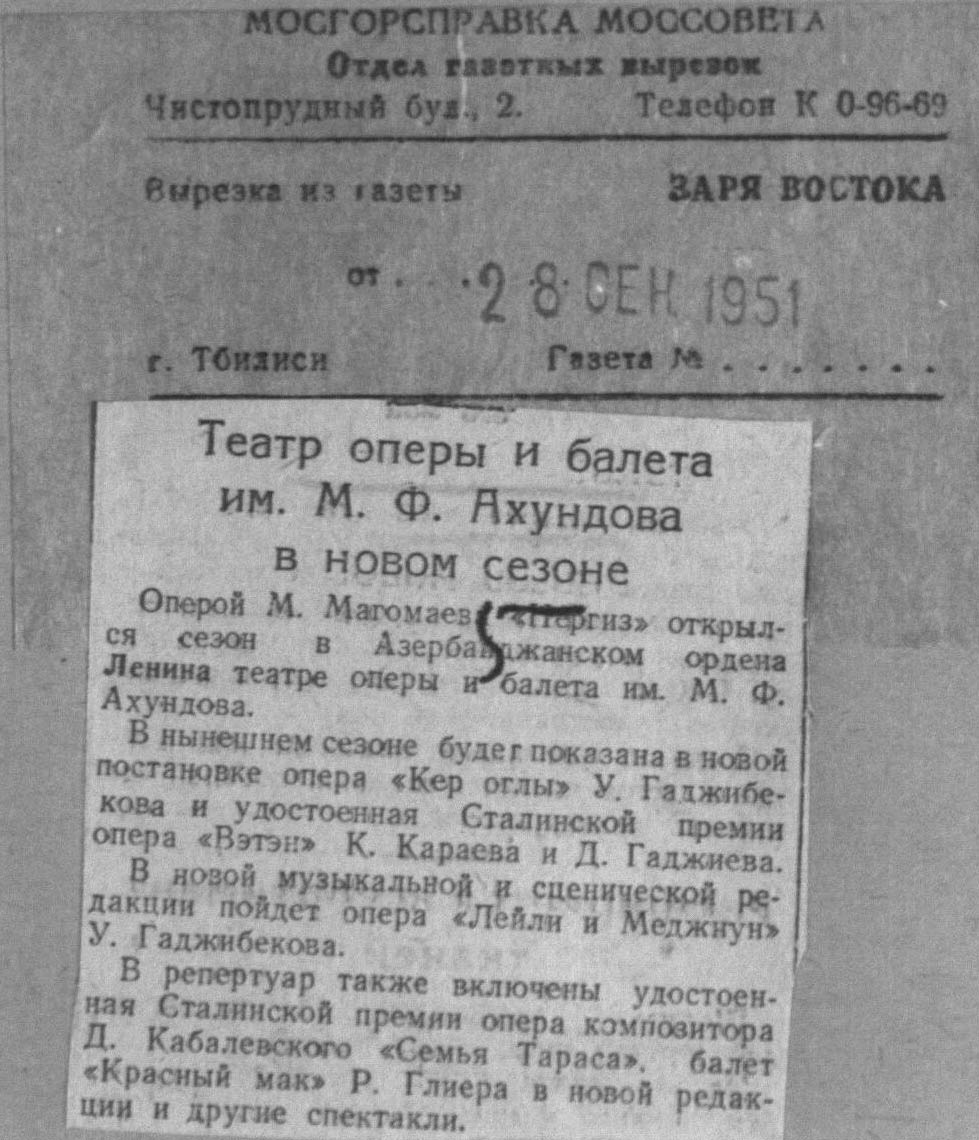 МОСГОРСПРАВКА МОССОВЕТА
Отдел газетных вырезок
Чистопрудный бул., 2. Телефон К 0-96-69
Вырезка из газеты ЗАРЯ ВОСТОКА
от . . 28 СЕН 1951
г. Тбилиси Газета № . . . . . . .
Театр оперы и балета
им. М. Ф. Ахундова
в новом сезоне
Оперой М. Магомаева «Нергиз» открыл-
ся сезон в Азербайджанском ордена
Ленина театре оперы и балета им. М. Ф.
Ахундова.
В нынешнем сезоне будет показана в новой
постановке опера «Кер оглы» У. Гаджибе-
кова и удостоенная Сталинской премии
опера «Вэтэн» К. Караева и Д. Гаджиева.
В новой музыкальной и сценической ре-
дакции пойдет опера «Лейли и Меджнун»
У. Гаджибекова.
В репертуар также включены удостоен-
ная Сталинской премии опера композитора
Д. Кабалевского «Семья Тараса», балет
«Красный мак» Р. Глиера в новой редак-
ции и другие спектакли.